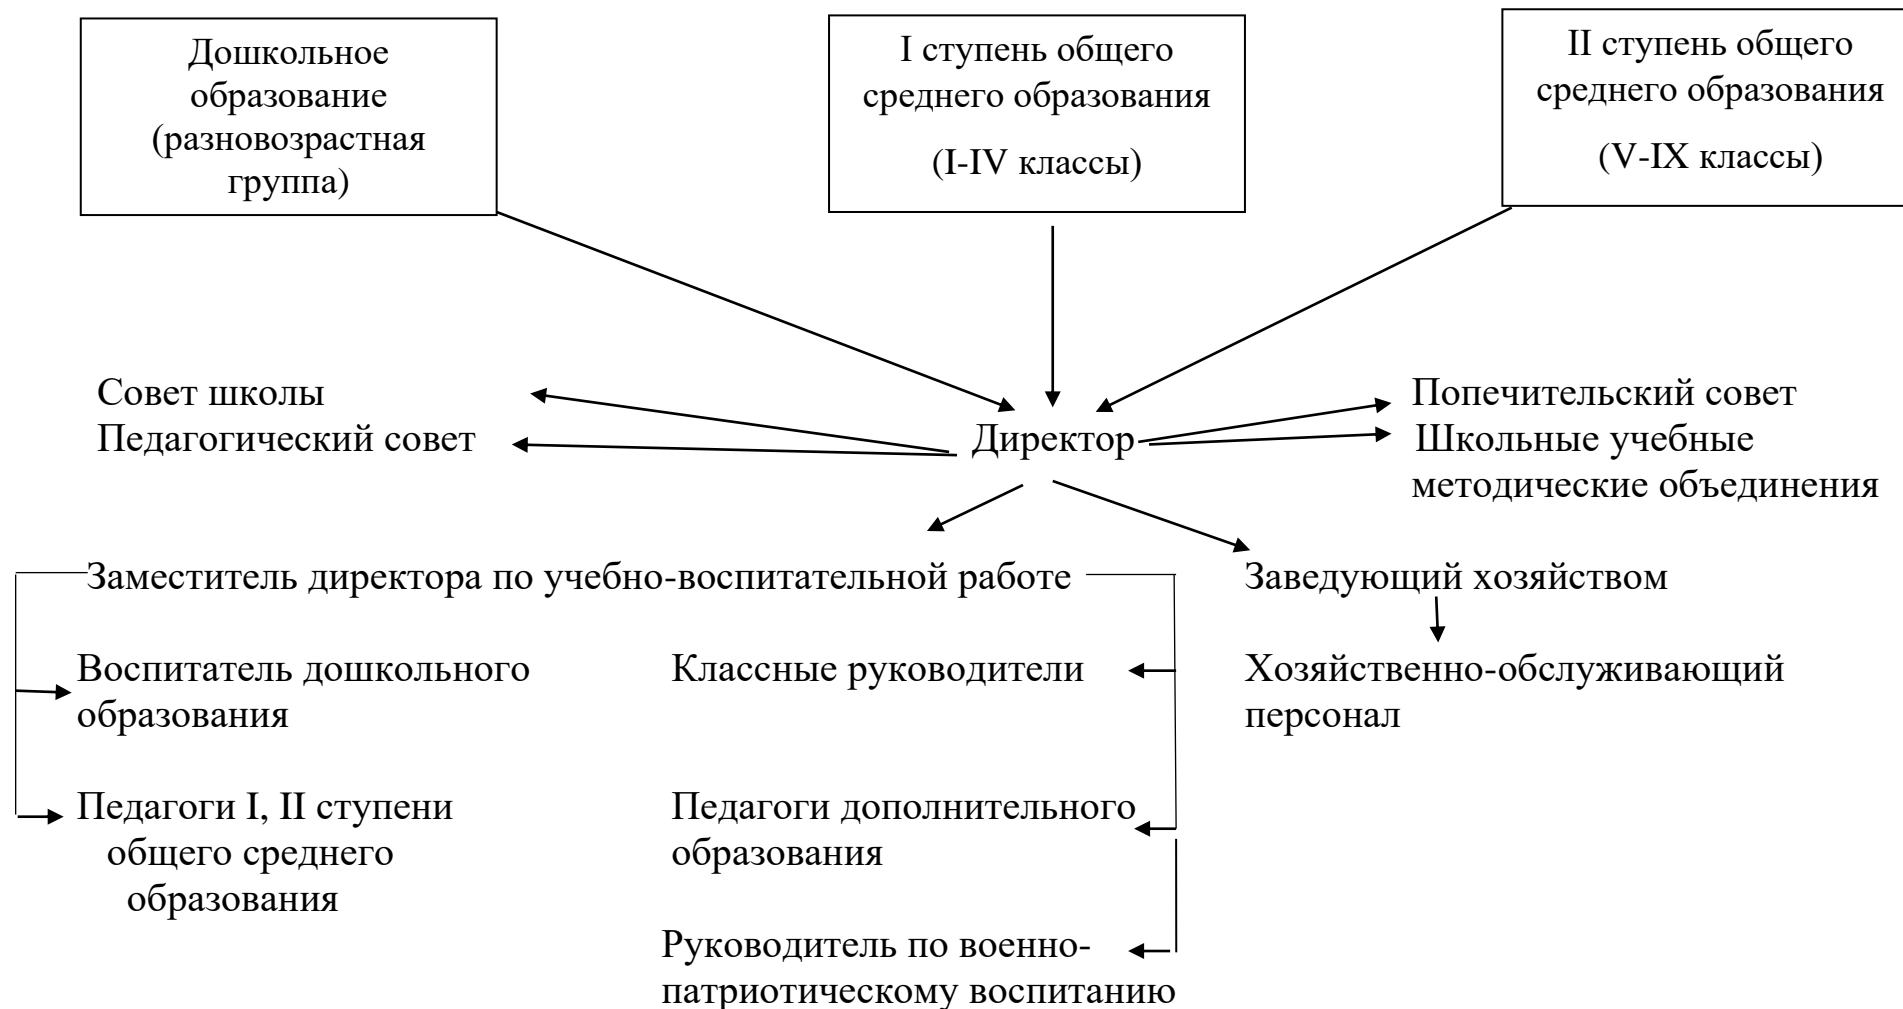 Дошкольное
образование
(разновозрастная
группа)
I ступень общего
среднего образования
(I-IV классы)
II ступень общего
среднего образования
(V-IX классы)
Совет школы
Педагогический совет
Директор
Попечительский совет
Школьные учебные
методические объединения
Заместитель директора по учебно-воспитательной работе
Заведующий хозяйством
Воспитатель дошкольного
образования
Классные руководители
Хозяйственно-обслуживающий
персонал
Педагоги I, II ступени
общего среднего
образования
Педагоги дополнительного
образования
Руководитель по военно-
патриотическому воспитанию